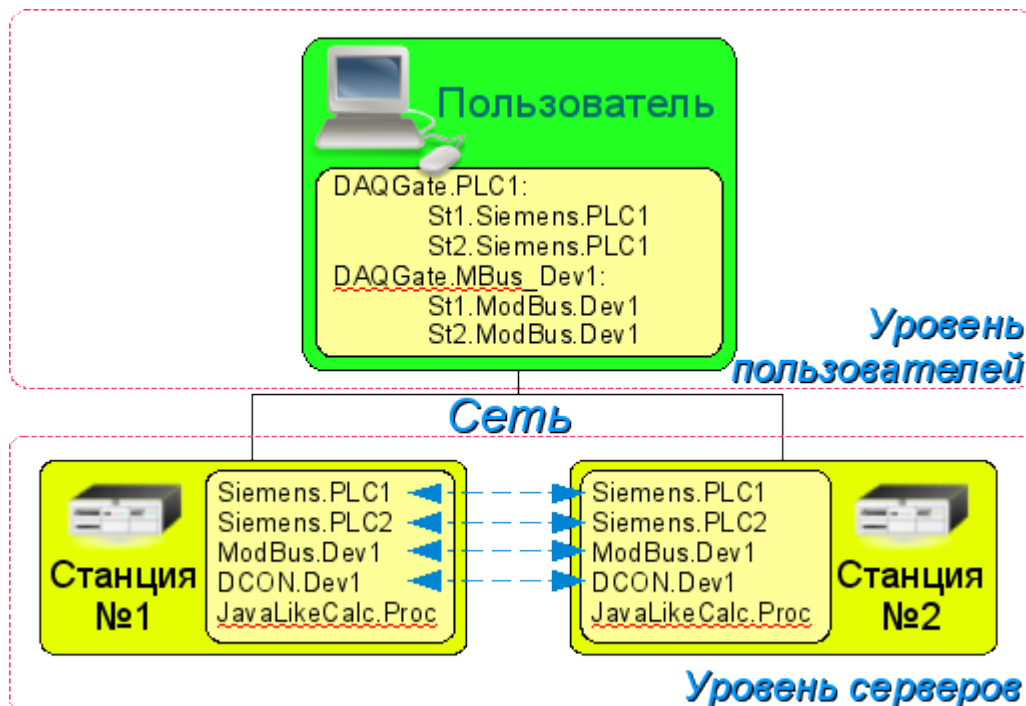 Пользователь
DAQGate.PLC1:
St1.Siemens.PLC1
St2.Siemens.PLC1
DAQGate.MBus_Dev1:
St1.ModBus.Dev1
St2.ModBus.Dev1
Уровень
пользователей
Сеть
Станция
№1
Siemens.PLC1
Siemens.PLC2
ModBus.Dev1
DCON.Dev1
JavaLikeCalc.Proc
Siemens.PLC1
Siemens.PLC2
ModBus.Dev1
DCON.Dev1
JavaLikeCalc.Proc
Станция
№2
Уровень серверов